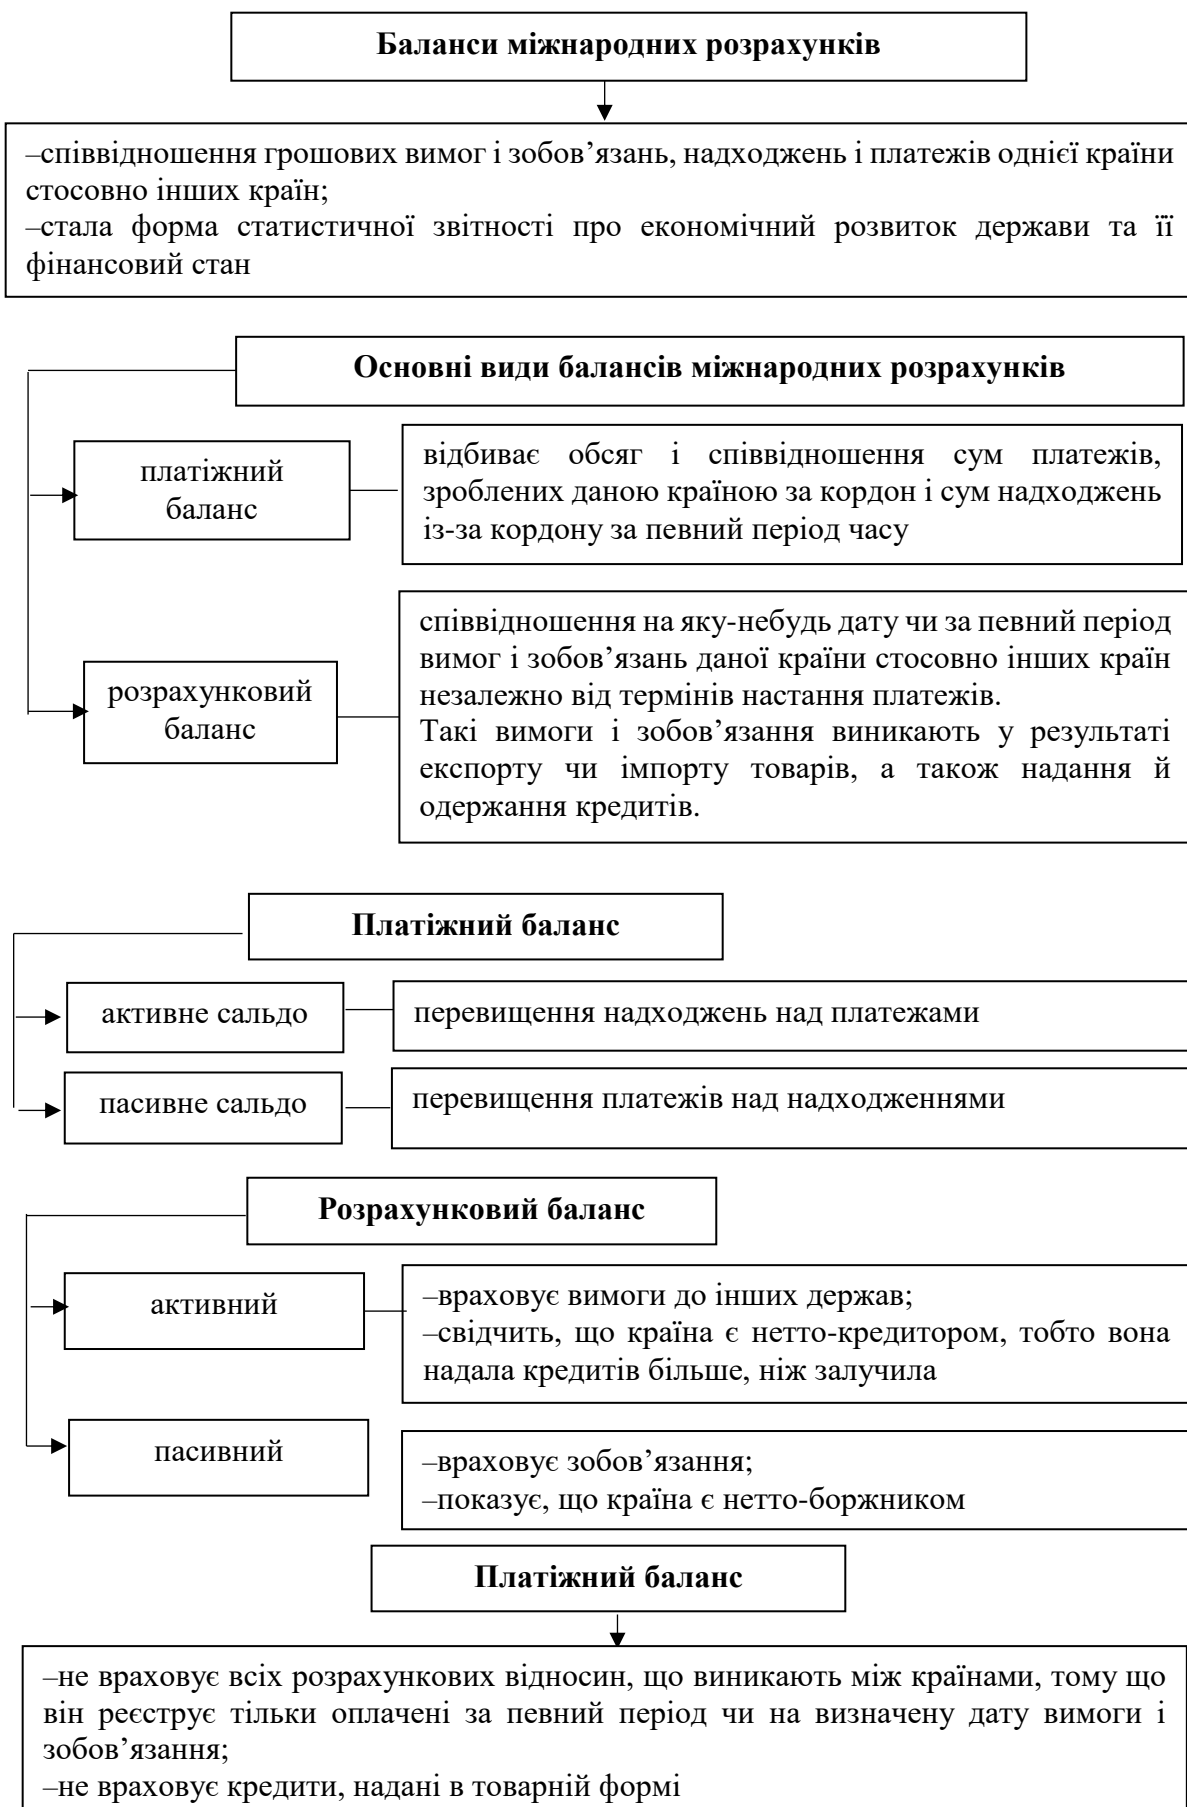 Баланси міжнародних розрахунків
–співвідношення грошових вимог і зобов’язань, надходжень і платежів однієї країни
стосовно інших країн;
–стала форма статистичної звітності про економічний розвиток держави та її
фінансовий стан
Основні види балансів міжнародних розрахунків
платіжний
баланс
відбиває обсяг і співвідношення сум платежів,
зроблених даною країною за кордон і сум надходжень
із-за кордону за певний період часу
розрахунковий
баланс
співвідношення на яку-небудь дату чи за певний період
вимог і зобов’язань даної країни стосовно інших країн
незалежно від термінів настання платежів.
Такі вимоги і зобов’язання виникають у результаті
експорту чи імпорту товарів, а також надання й
одержання кредитів.
Платіжний баланс
активне сальдо
перевищення надходжень над платежами
пасивне сальдо
перевищення платежів над надходженнями
Розрахунковий баланс
активний
–враховує вимоги до інших держав;
–свідчить, що країна є нетто-кредитором, тобто вона
надала кредитів більше, ніж залучила
пасивний
–враховує зобов’язання;
–показує, що країна є нетто-боржником
Платіжний баланс
–не враховує всіх розрахункових відносин, що виникають між країнами, тому що
він реєструє тільки оплачені за певний період чи на визначену дату вимоги і
зобов’язання;
–не враховує кредити, надані в товарній формі